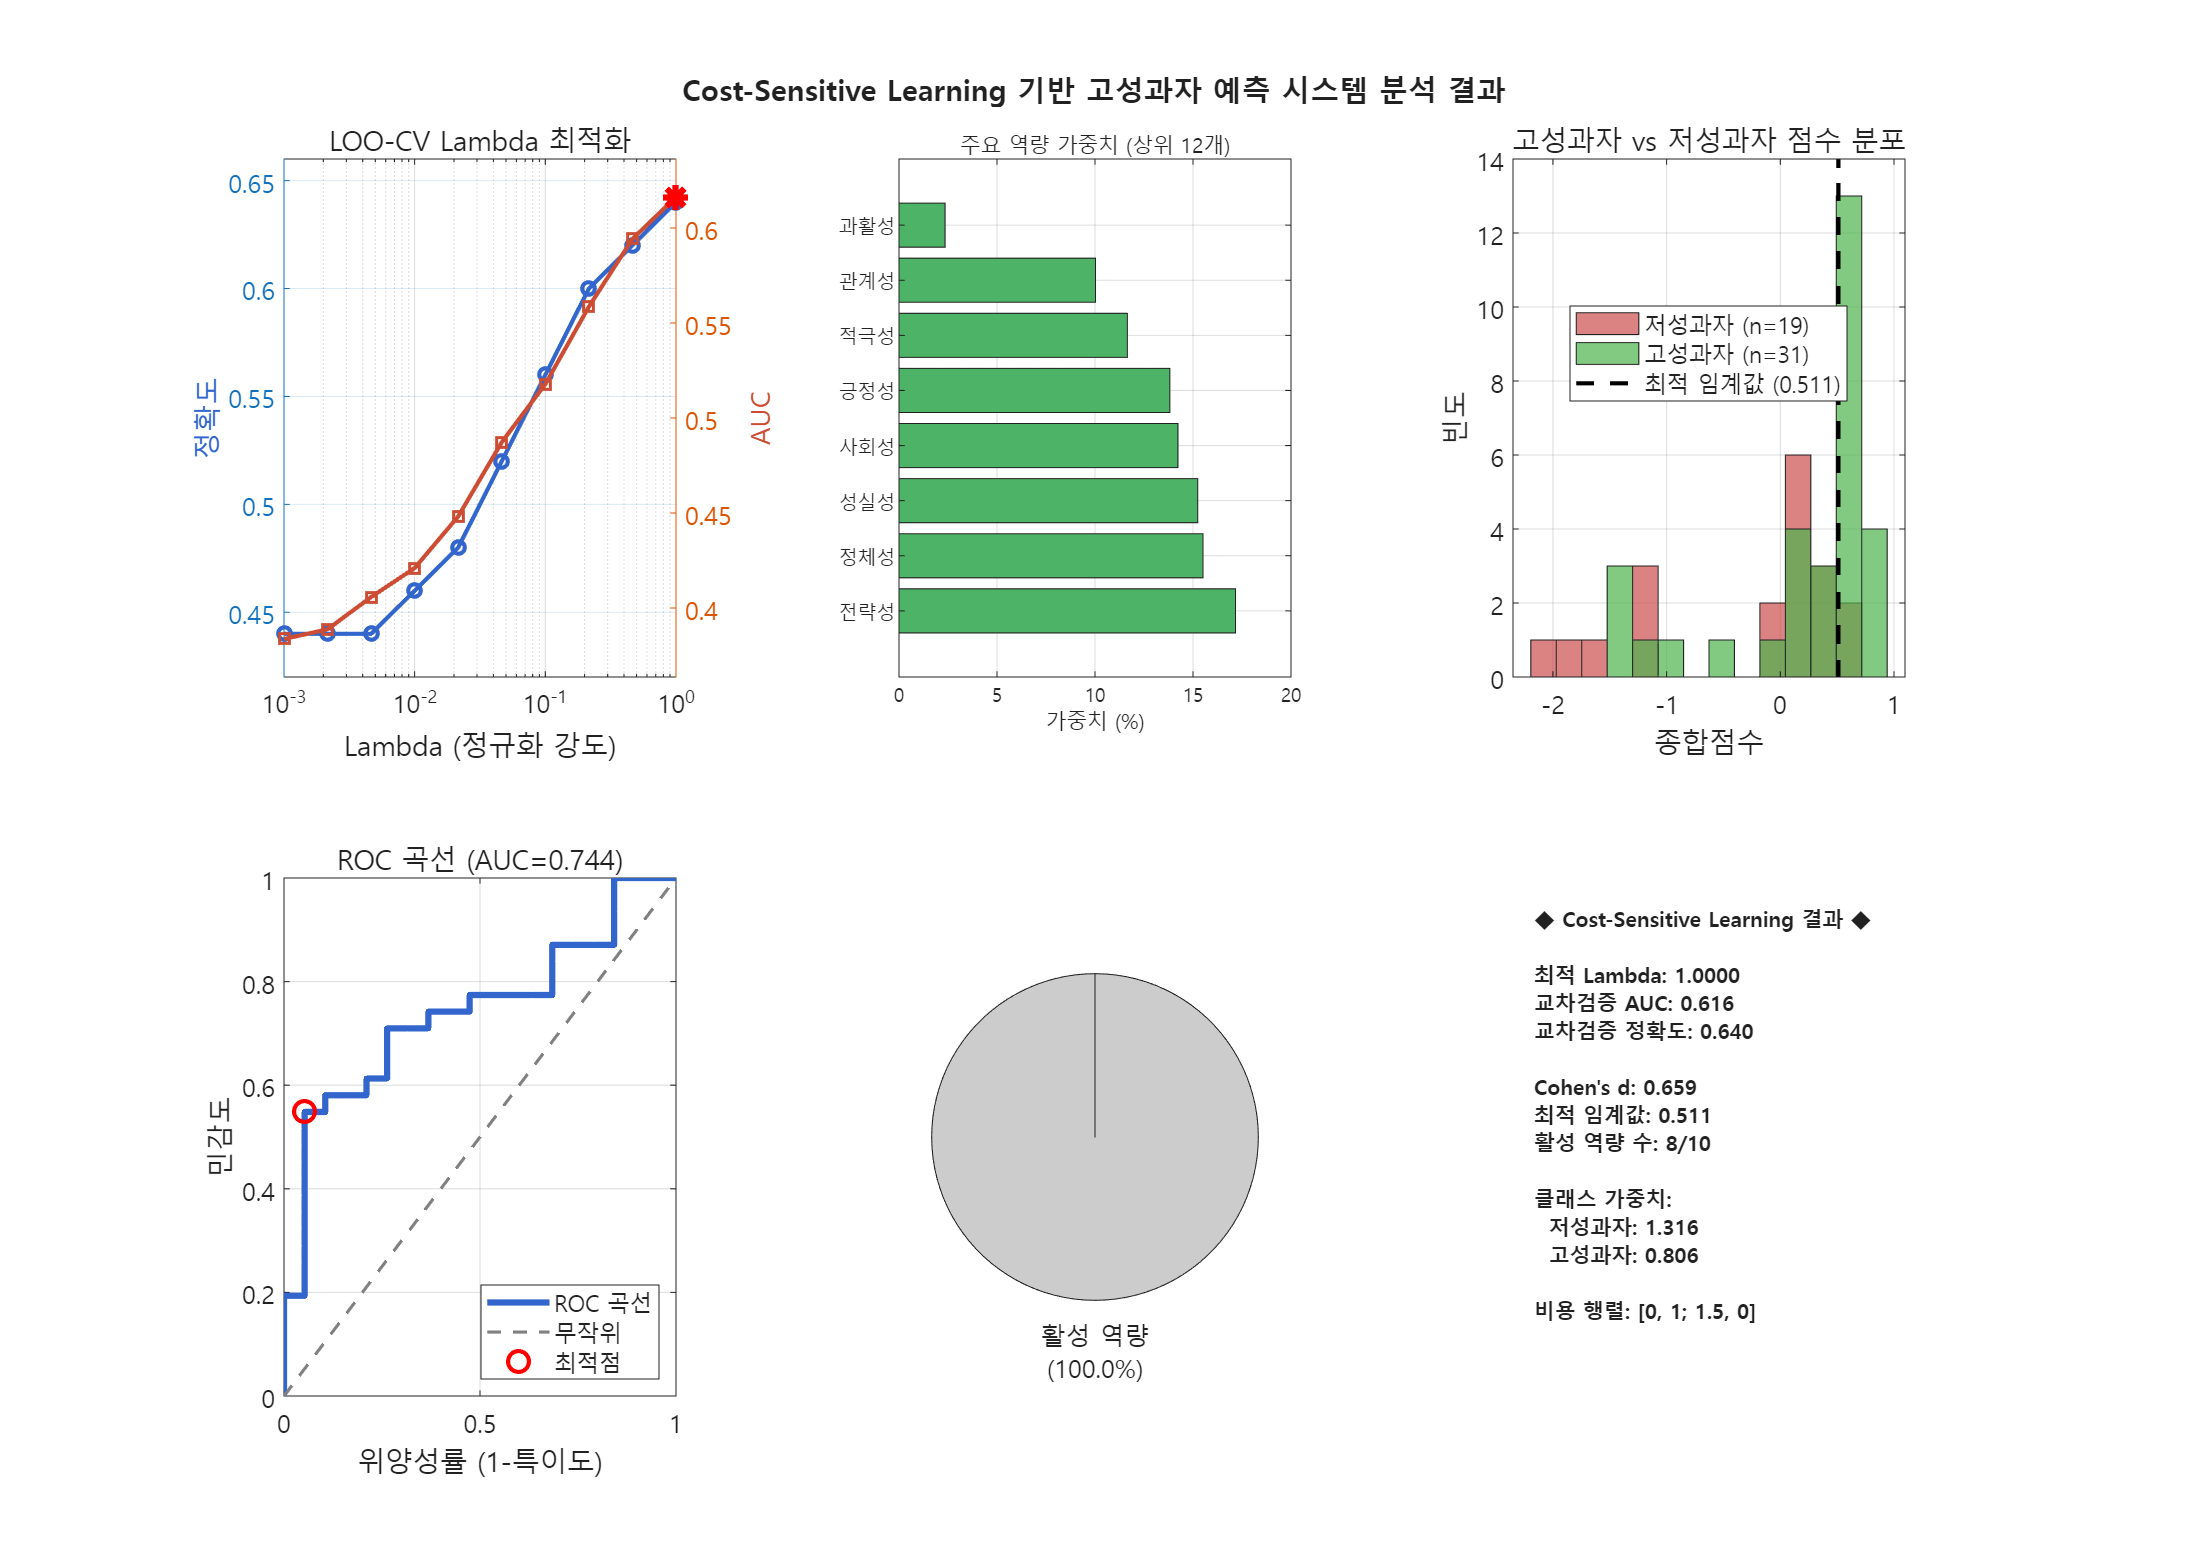 Cost-Sensitive Learning 기반 고성과자 예측 시스템 분석 결과
LOO-CV Lambda 최적화
0.65
0.6
0.55
0.5
0.45
정확도
0.6
0.55
0.5
0.45
0.4
AUC
10-3
10-2
10-1
100
Lambda (정규화 강도)
주요 역량 가중치 (상위 12개)
과활성
관계성
적극성
긍정성
사회성
성실성
정체성
전략성
0 5 10 15 20
가중치 (%)
고성과자 vs 저성과자 점수 분포
14
12
10
8
6
4
2
0
빈도
저성과자 (n=19)
고성과자 (n=31)
최적 임계값 (0.511)
-2 -1 0 1
종합점수
ROC 곡선 (AUC=0.744)
1
0.8
0.6
0.4
0.2
0
민감도
ROC 곡선
무작위
최적점
0 0.5 1
위양성률 (1-특이도)
활성 역량
(100.0%)
◆ Cost-Sensitive Learning 결과 ◆
최적 Lambda: 1.0000
교차검증 AUC: 0.616
교차검증 정확도: 0.640
Cohen's d: 0.659
최적 임계값: 0.511
활성 역량 수: 8/10
클래스 가중치:
저성과자: 1.316
고성과자: 0.806
비용 행렬: [0, 1; 1.5, 0]